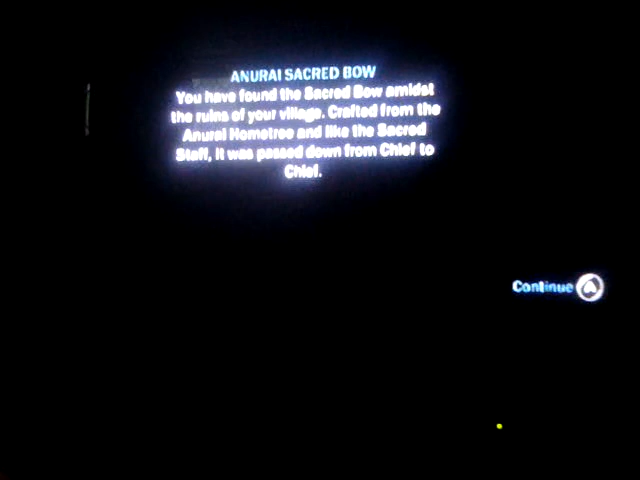 ANURAI SACRED BOW
You have found the Sacred Bow amidst
the ruins of your village. Crafted from the
Anurai Hometree and like the Sacred
Staff, it was passed down from Chief to
Chief.
Continue A